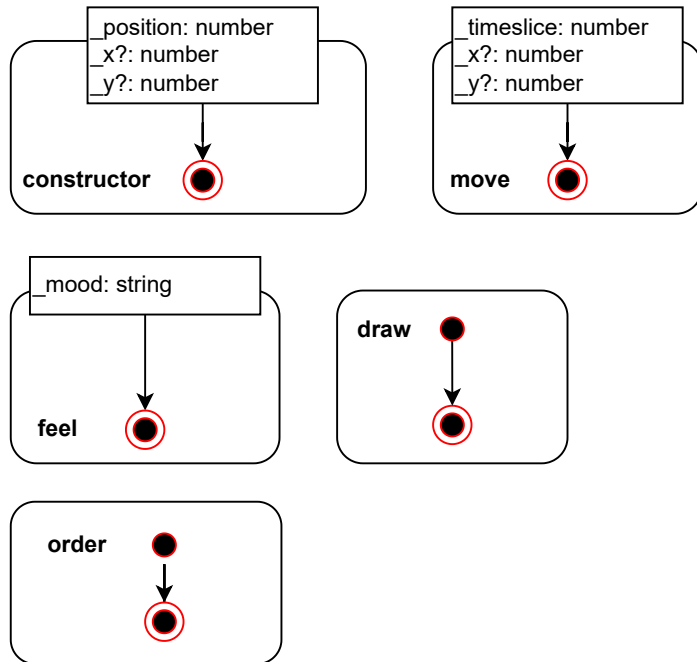 _position: number
_x?: number
_y?: number
constructor
_timeslice: number
_x?: number
_y?: number
move
_mood: string
feel
draw
order